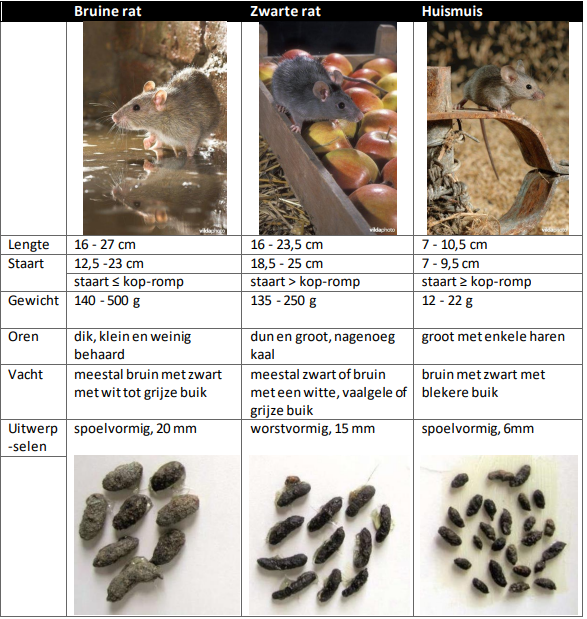 Bruine rat Zwarte rat Huismuis
vildaphoto vildaphoto vildaphoto
Lengte 16 - 27 cm 16 - 23,5 cm 7 - 10,5 cm
Staart 12,5 -23 cm 18,5 - 25 cm 7 - 9,5 cm
staart ≤ kop-romp staart > kop-romp staart ≥ kop-romp
Gewicht 140 - 500 g 135 - 250 g 12 - 22 g
Oren dik, klein en weinig dun en groot, nagenoeg groot met enkele haren
behaard kaal
Vacht meestal bruin met zwart meestal zwart of bruin bruin met zwart met
met wit tot grijze buik met een witte, vaalgele of blekere buik
grijze buik
Uitwerp spoelvormig, 20 mm worstvormig, 15 mm spoelvormig, 6mm
-selen